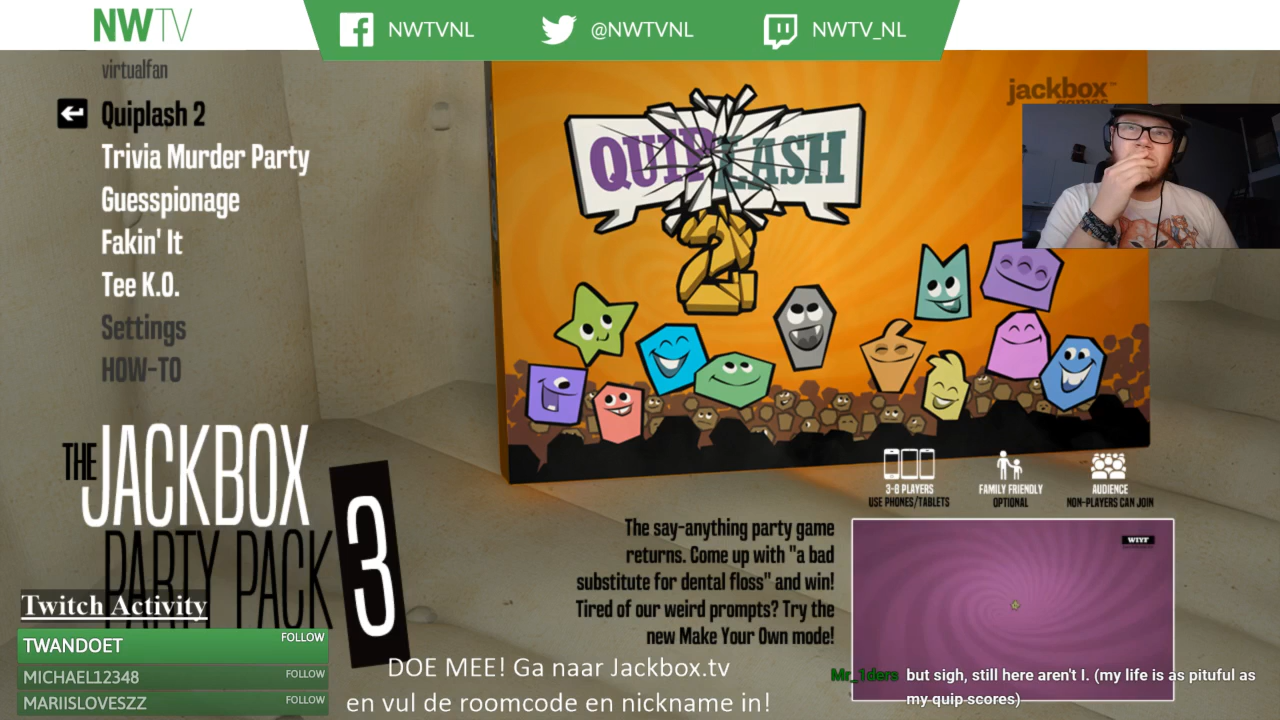 NWTV
NWTVNL
@NWTVNL
NWTV_NL
virtualfan
Quiplash 2
Trivia Murder Party
Guesspionage
Fakin' It
Tee K.O.
Settings
HOW-TO
jackbox™
games
QUIPLASH
2
THE
JACKBOX
PARTY PACK
3
3-8 PLAYERS
USE PHONES/TABLETS
FAMILY FRIENDLY
OPTIONAL
AUDIENCE
NON-PLAYERS CAN JOIN
The say-anything party game
returns. Come up with "a bad
substitute for dental floss" and win!
Tired of our weird prompts? Try the
new Make Your Own mode!
Twitch Activity
TWANDOET FOLLOW
MICHAEL12348 FOLLOW
MARIISLOVESZZ FOLLOW
DOE MEE! Ga naar Jackbox.tv
en vul de roomcode en nickname in!
Mr_1ders but sigh, still here aren't I. (my life is as pituful as
my quip scores)